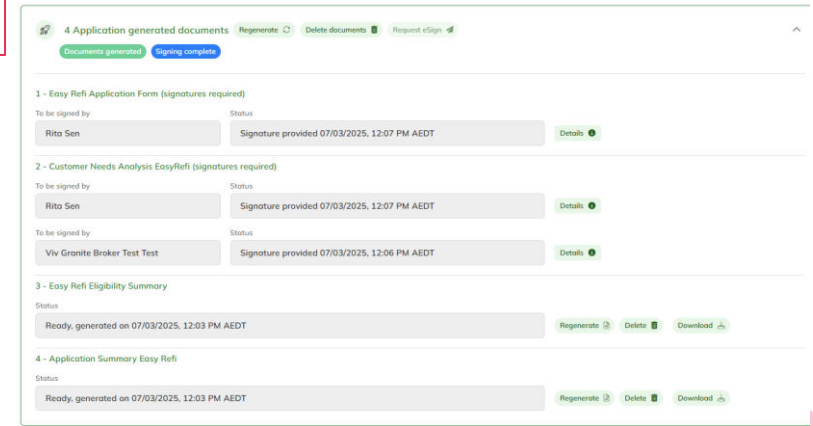 4 Application generated documents Regenerate Delete documents Request eSign
Documents generated Signing complete
1 - Easy Refi Application Form (signatures required)
To be signed by Status
Rita Sen Signature provided 07/03/2025, 12:07 PM AEDT Details
2 - Customer Needs Analysis EasyRefi (signatures required)
To be signed by Status
Rita Sen Signature provided 07/03/2025, 12:07 PM AEDT Details
To be signed by Status
Viv Granite Broker Test Test Signature provided 07/03/2025, 12:06 PM AEDT Details
3 - Easy Refi Eligibility Summary
Status
Ready, generated on 07/03/2025, 12:03 PM AEDT Regenerate Delete Download
4 - Application Summary Easy Refi
Status
Ready, generated on 07/03/2025, 12:03 PM AEDT Regenerate Delete Download